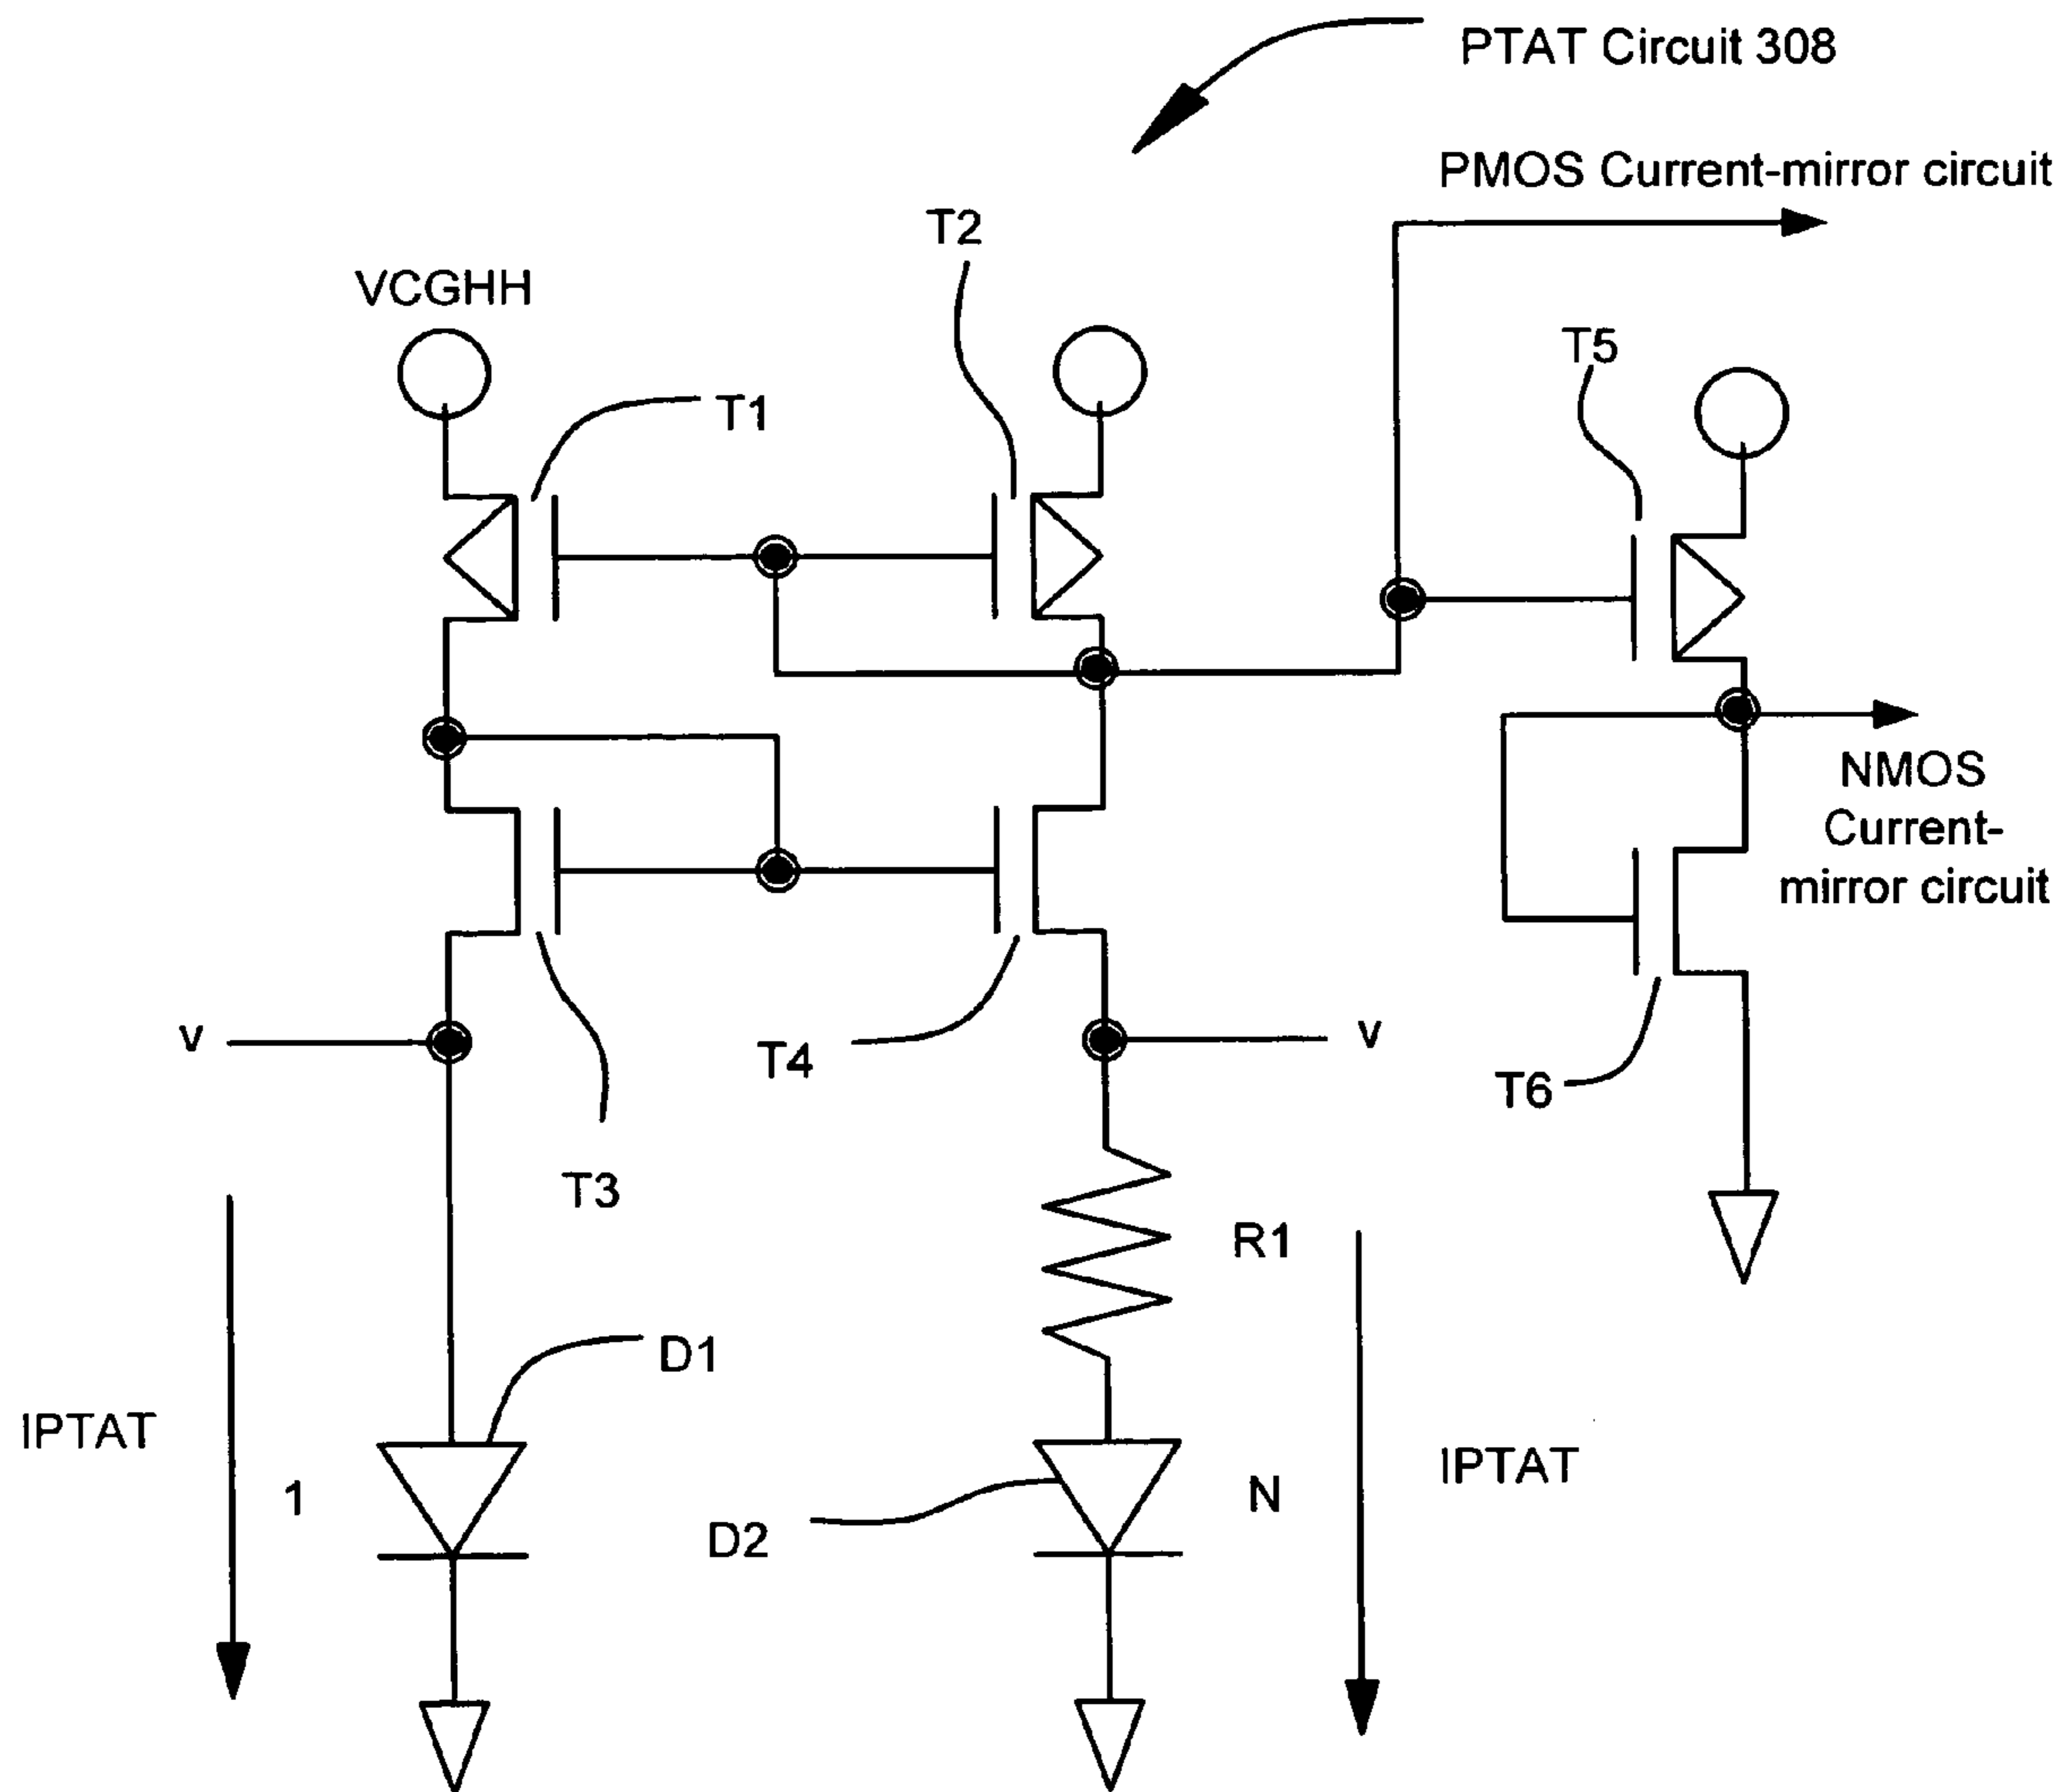 PTAT Circuit 308
PMOS Current-mirror circuit
T2
VCGHH
T5
T1
NMOS
Current-
mirror circuit
v
T4
v
T6
T3
R1
D1
IPTAT
1
D2
N
IPTAT